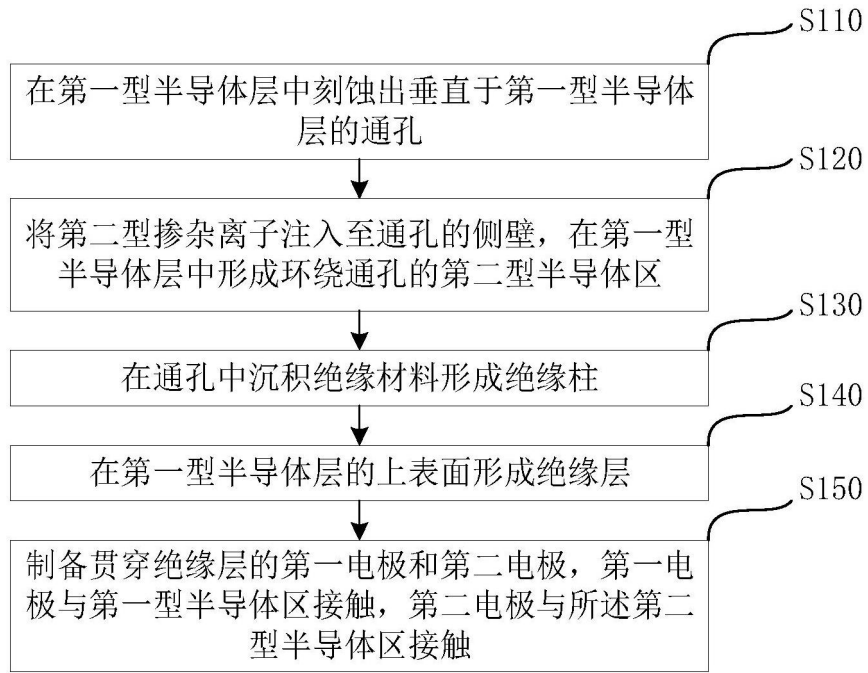 S110
在第一型半导体层中刻蚀出垂直于第一型半导体
层的通孔
S120
将第二型掺杂离子注入至通孔的侧壁，在第一型
半导体层中形成环绕通孔的第二型半导体区
S130
在通孔中沉积绝缘材料形成绝缘柱
S140
在第一型半导体层的上表面形成绝缘层
S150
制备贯穿绝缘层的第一电极和第二电极，第一电
极与第一型半导体区接触，第二电极与所述第二
型半导体区接触